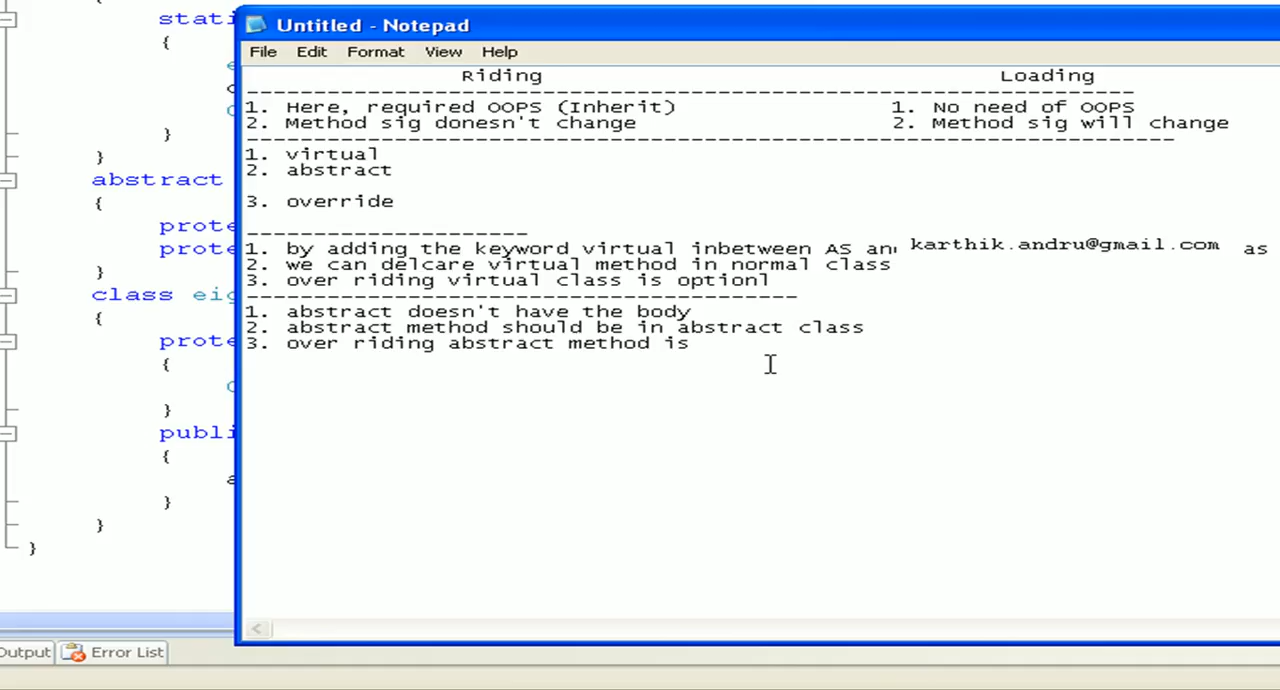 Untitled - Notepad
File Edit Format View Help
Riding Loading
1. Here, required OOPS (Inherit) 1. No need of OOPS
2. Method sig donesn't change 2. Method sig will change
1. virtual
2. abstract
3. override
1. by adding the keyword virtual inbetween AS an karthik.andru@gmail.com as
2. we can delcare virtual method in normal class
3. over riding virtual class is optionl
1. abstract doesn't have the body
2. abstract method should be in abstract class
3. over riding abstract method is
{
stati
{
}
}
abstract
{
prote
prote
}
class eig
{
prote
{
}
publi
{
a
}
}
}
Output Error List